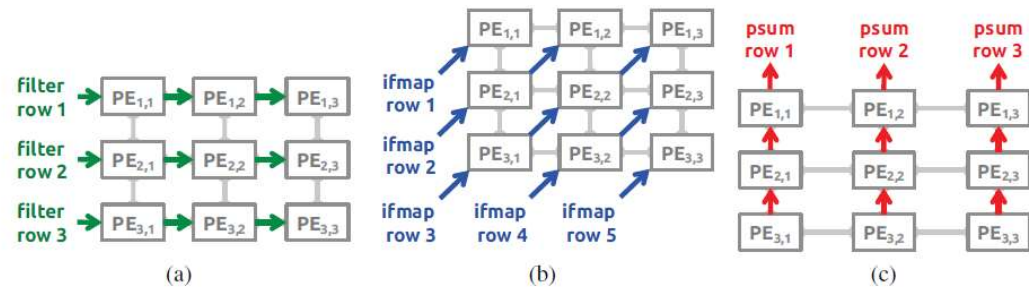 filter
row 1
PE1,1
PE1,2
PE1,3
filter
row 2
PE2,1
PE2,2
PE2,3
filter
row 3
PE3,1
PE3,2
PE3,3
(a)
PE1,1
PE1,2
PE1,3
ifmap
row 1
PE2,1
PE2,2
PE2,3
ifmap
row 2
PE3,1
PE3,2
PE3,3
ifmap
row 3
ifmap
row 4
ifmap
row 5
(b)
psum
row 1
psum
row 2
psum
row 3
PE1,1
PE1,2
PE1,3
PE2,1
PE2,2
PE2,3
PE3,1
PE3,2
PE3,3
(c)